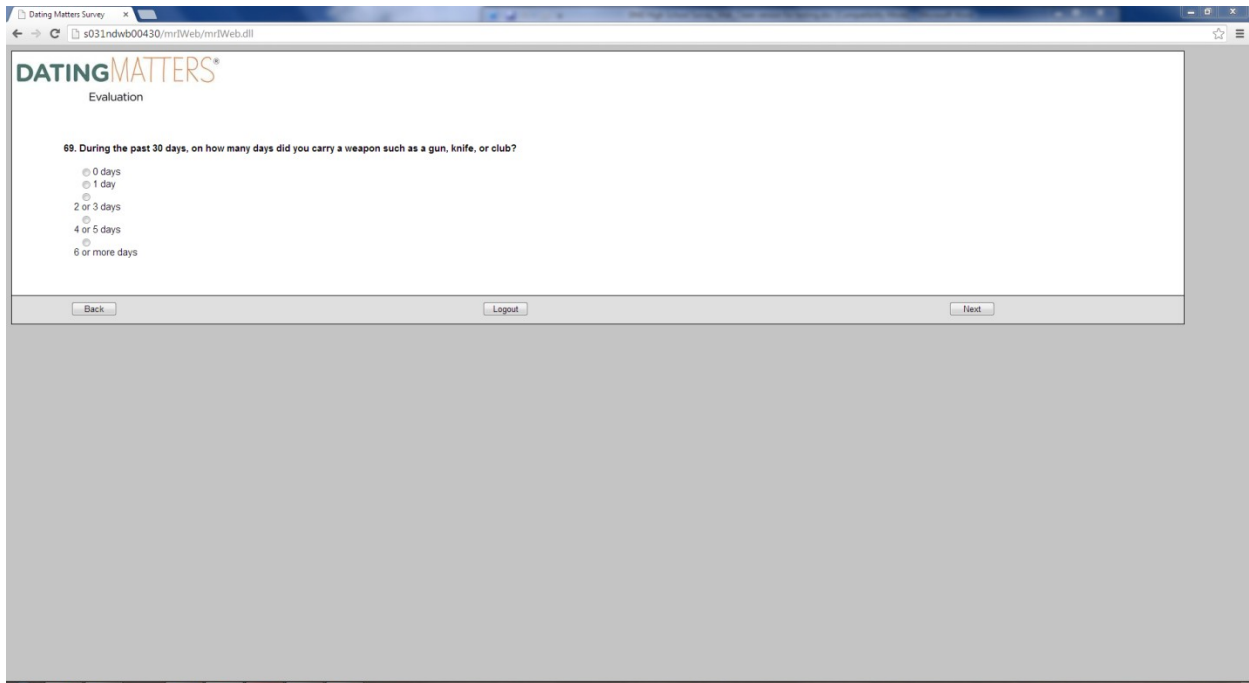 Dating Matters Survey
s031ndwb00430/mrIWeb/mrIWeb.dll
DATINGMATTERS®
Evaluation
69. During the past 30 days, on how many days did you carry a weapon such as a gun, knife, or club?
0 days
1 day
2 or 3 days
4 or 5 days
6 or more days
Back Logout Next